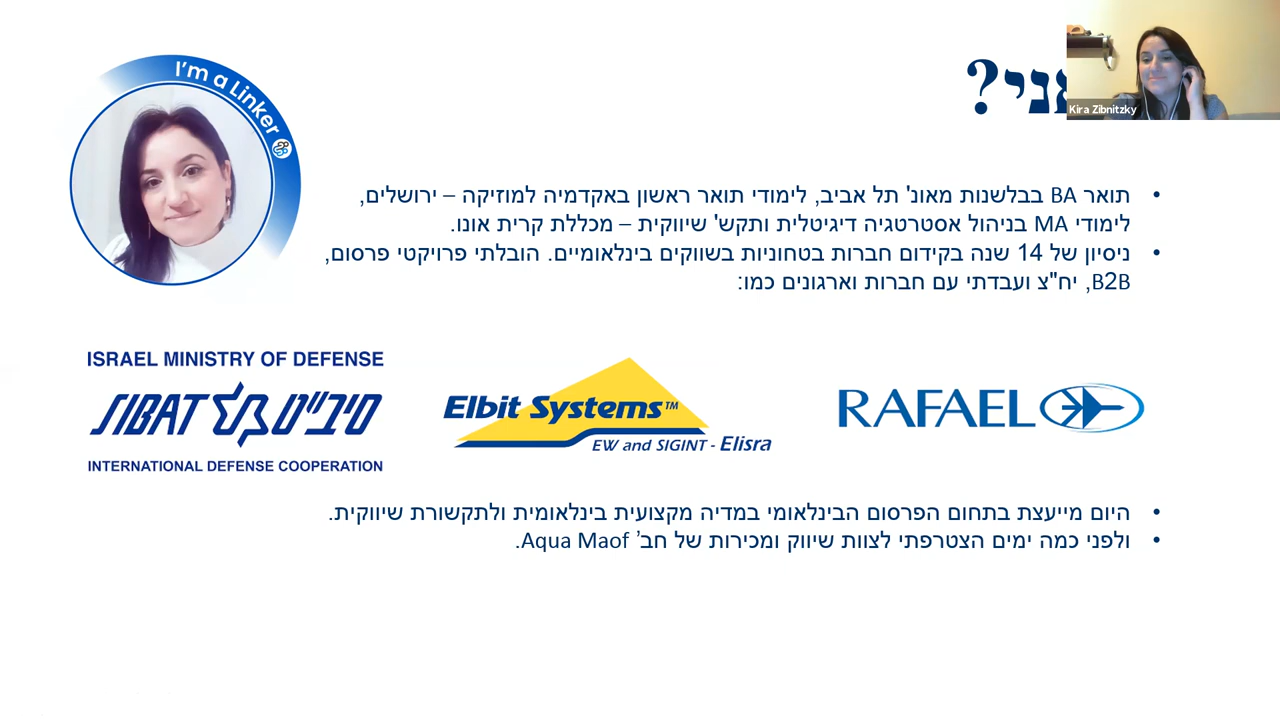 I'm a Linker
אני?
Kira Zibnitzky
• תואר BA בבלשנות מאונ' תל אביב, לימודי תואר ראשון באקדמיה למוזיקה – ירושלים,
לימודי MA בניהול אסטרטגיה דיגיטלית ותקש' שיווקית – מכללת קרית אונו.
• ניסיון של 14 שנה בקידום חברות בטחוניות בשווקים בינלאומיים. הובלתי פרויקטי פרסום,
B2B, יח"צ ועבדתי עם חברות וארגונים כמו:
ISRAEL MINISTRY OF DEFENSE
SIBAT סיב"ט
INTERNATIONAL DEFENSE COOPERATION
Elbit Systems™
EW and SIGINT - Elisra
RAFAEL
• היום מייעצת בתחום הפרסום הבינלאומי במדיה מקצועית בינלאומית ולתקשורת שיווקית.
• ולפני כמה ימים הצטרפתי לצוות שיווק ומכירות של חב' Aqua Maof.